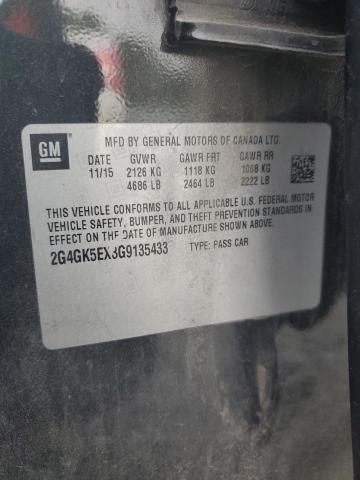 GM
MFD BY GENERAL MOTORS OF CANADA LTD.
DATE GVWR GAWR FRT GAWR RR
11/15 2126 KG 1118 KG 1008 KG
4686 LB 2464 LB 2222 LB
THIS VEHICLE CONFORMS TO ALL APPLICABLE U.S. FEDERAL MOTOR
VEHICLE SAFETY, BUMPER, AND THEFT PREVENTION STANDARDS IN
EFFECT ON THE DATE OF MANUFACTURE SHOWN ABOVE.
2G4GK5EX3G9135433 TYPE: PASS CAR